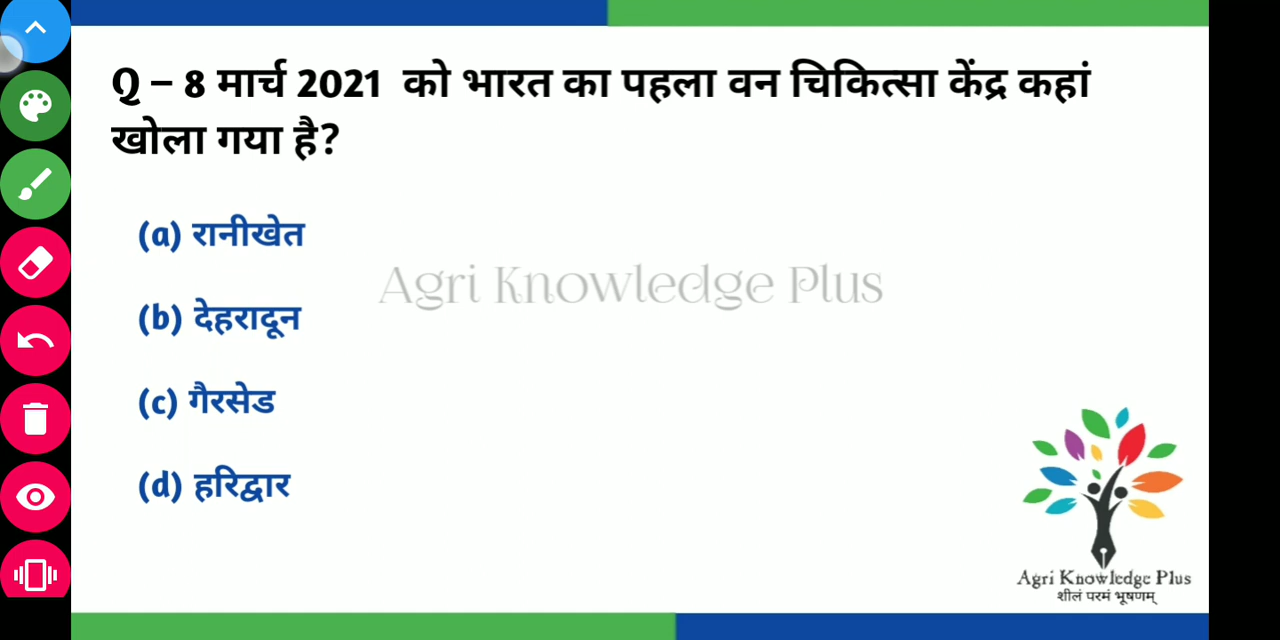 Q – 8 मार्च 2021 को भारत का पहला वन चिकित्सा केंद्र कहां
खोला गया है?
(a) रानीखेत
Agri Knowledge Plus
(b) देहरादून
(c) गैरसेड
(d) हरिद्वार
Agri Knowledge Plus
शीलं परमं भूषणम्